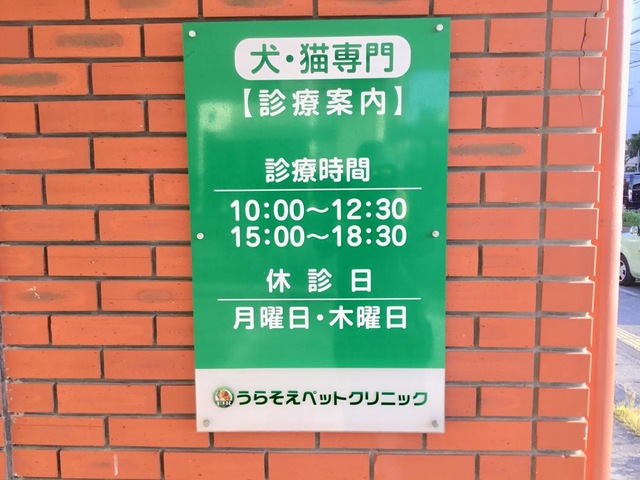 犬・猫専門
【診療案内】
診療時間
10:00～12:30
15:00～18:30
休診日
月曜日・木曜日
うらそえペットクリニック